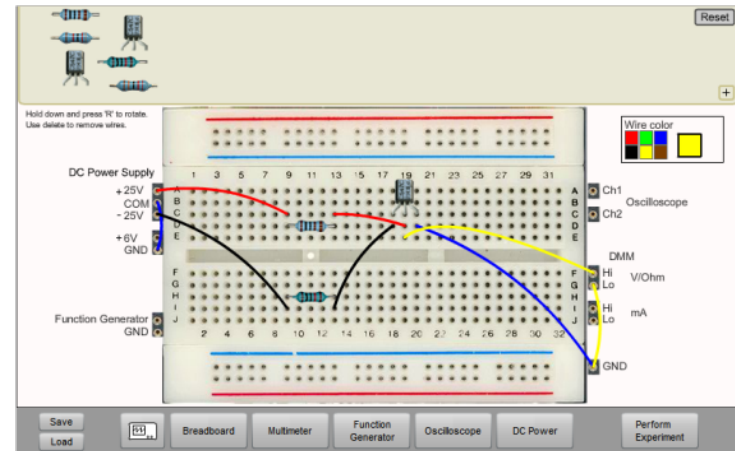 Reset
+
Hold down and press 'R' to rotate.
Use delete to remove wires.
Wire color
DC Power Supply
+25V
COM
-25V
+6V
GND
1 3 5 7 9 11 13 15 17 19 21 23 25 27 29 31
A
B
C
D
E
A
B
C
D
E
Ch1
Oscilloscope
Ch2
DMM
F
G
H
I
J
F
G
H
I
J
Hi
V/Ohm
Lo
Hi
mA
Lo
Function Generator
GND
2 4 6 8 10 12 14 16 18 20 22 24 26 28 30 32
GND
Save
Load
Breadboard
Multimeter
Function
Generator
Oscilloscope
DC Power
Perform
Experiment